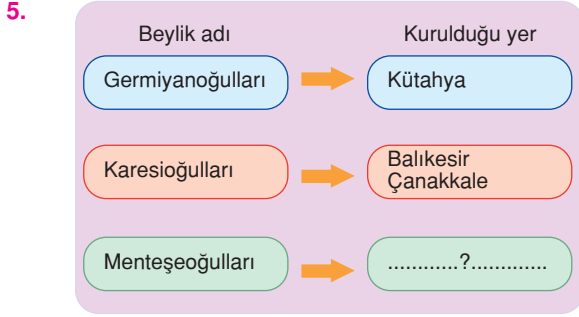 5.
Beylik adı Kurulduğu yer
Germiyanoğulları Kütahya
Karesioğulları Balıkesir
Çanakkale
Menteşeoğulları ............?.............